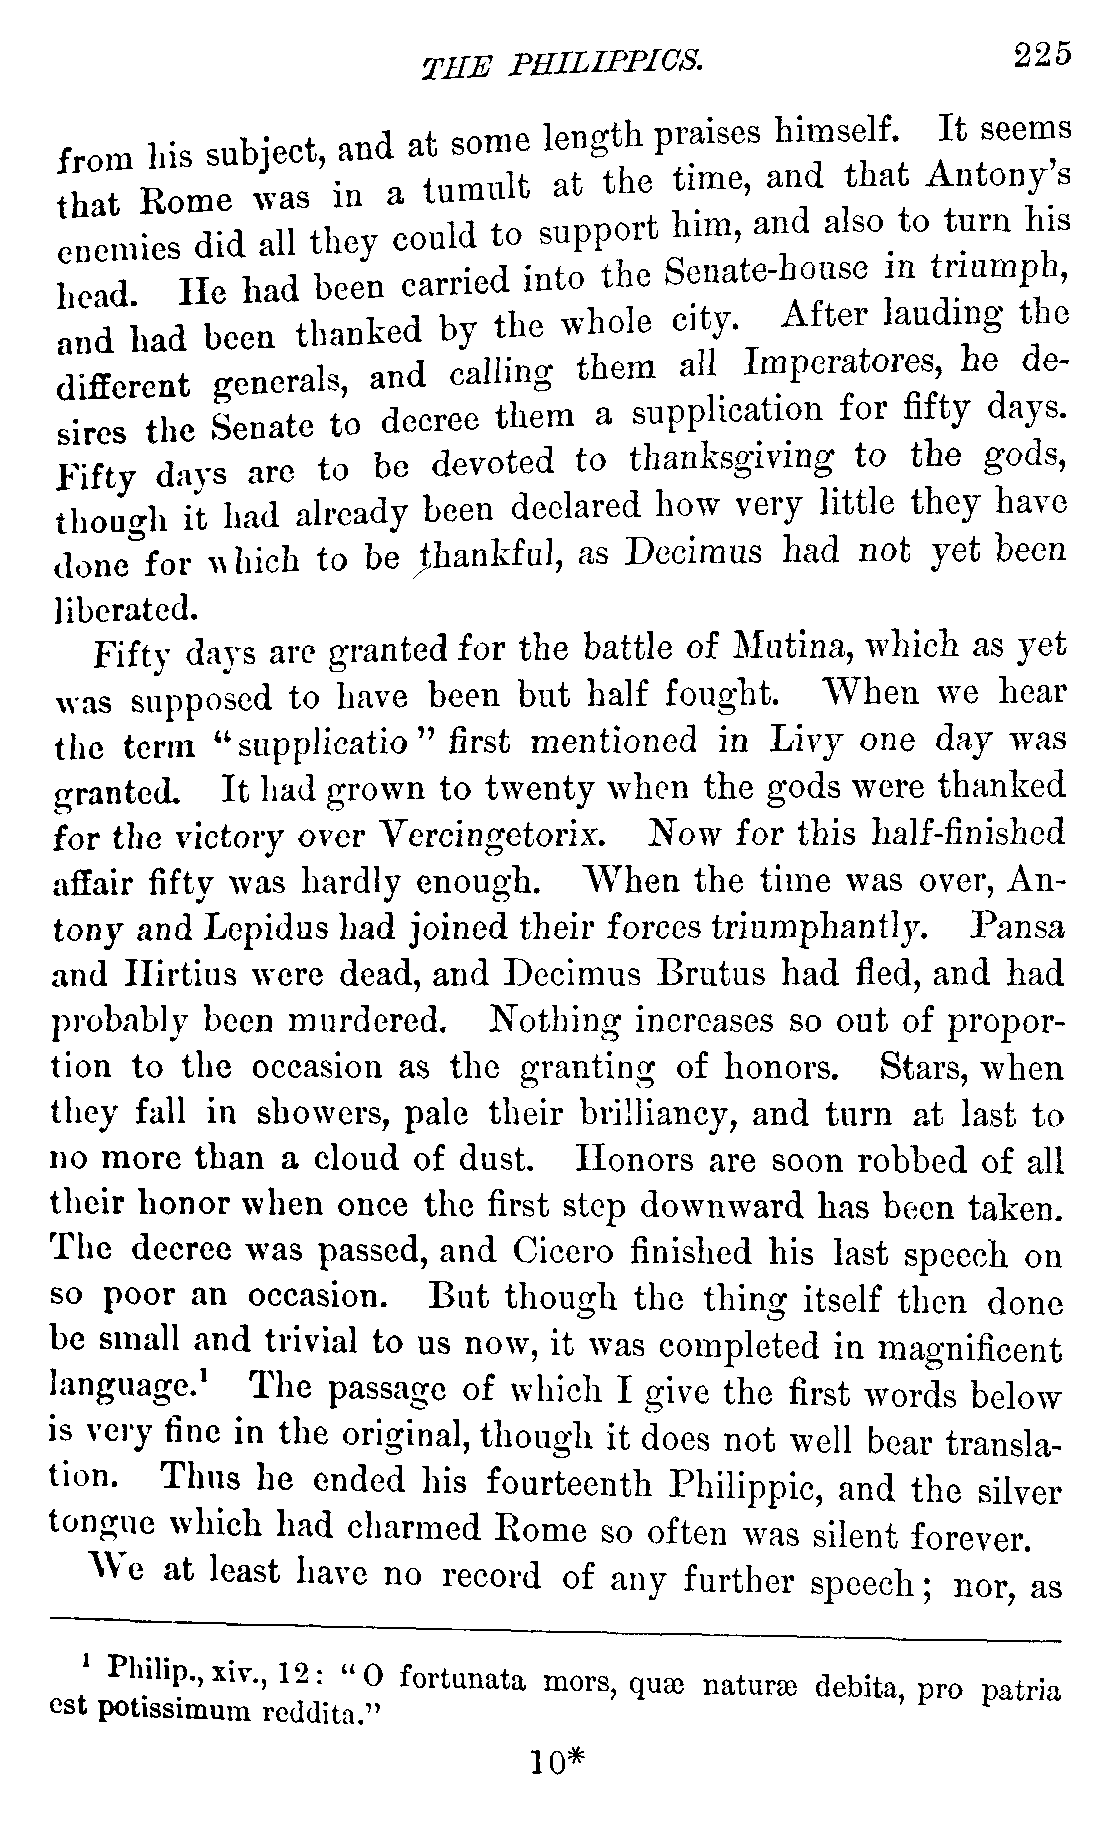 THE PHILIPPICS. 225
from his subject, and at some length praises himself. It seems
that Rome was in a tumult at the time, and that Antony's
enemies did all they could to support him, and also to turn his
head. He had been carried into the Senate-house in triumph,
and had been thanked by the whole city. After lauding the
different generals, and calling them all Imperatores, he de-
sires the Senate to decree them a supplication for fifty days.
Fifty days are to be devoted to thanksgiving to the gods,
though it had already been declared how very little they have
done for which to be thankful, as Decimus had not yet been
liberated.
Fifty days are granted for the battle of Mutina, which as yet
was supposed to have been but half fought. When we hear
the term "supplicatio" first mentioned in Livy one day was
granted. It had grown to twenty when the gods were thanked
for the victory over Vercingetorix. Now for this half-finished
affair fifty was hardly enough. When the time was over, An-
tony and Lepidus had joined their forces triumphantly. Pansa
and Hirtius were dead, and Decimus Brutus had fled, and had
probably been murdered. Nothing increases so out of propor-
tion to the occasion as the granting of honors. Stars, when
they fall in showers, pale their brilliancy, and turn at last to
no more than a cloud of dust. Honors are soon robbed of all
their honor when once the first step downward has been taken.
The decree was passed, and Cicero finished his last speech on
so poor an occasion. But though the thing itself then done
be small and trivial to us now, it was completed in magnificent
language.¹ The passage of which I give the first words below
is very fine in the original, though it does not well bear transla-
tion. Thus he ended his fourteenth Philippic, and the silver
tongue which had charmed Rome so often was silent forever.
We at least have no record of any further speech; nor, as
¹ Philip., xiv., 12: "O fortunata mors, quæ naturæ debita, pro patria
est potissimum reddita."
10*